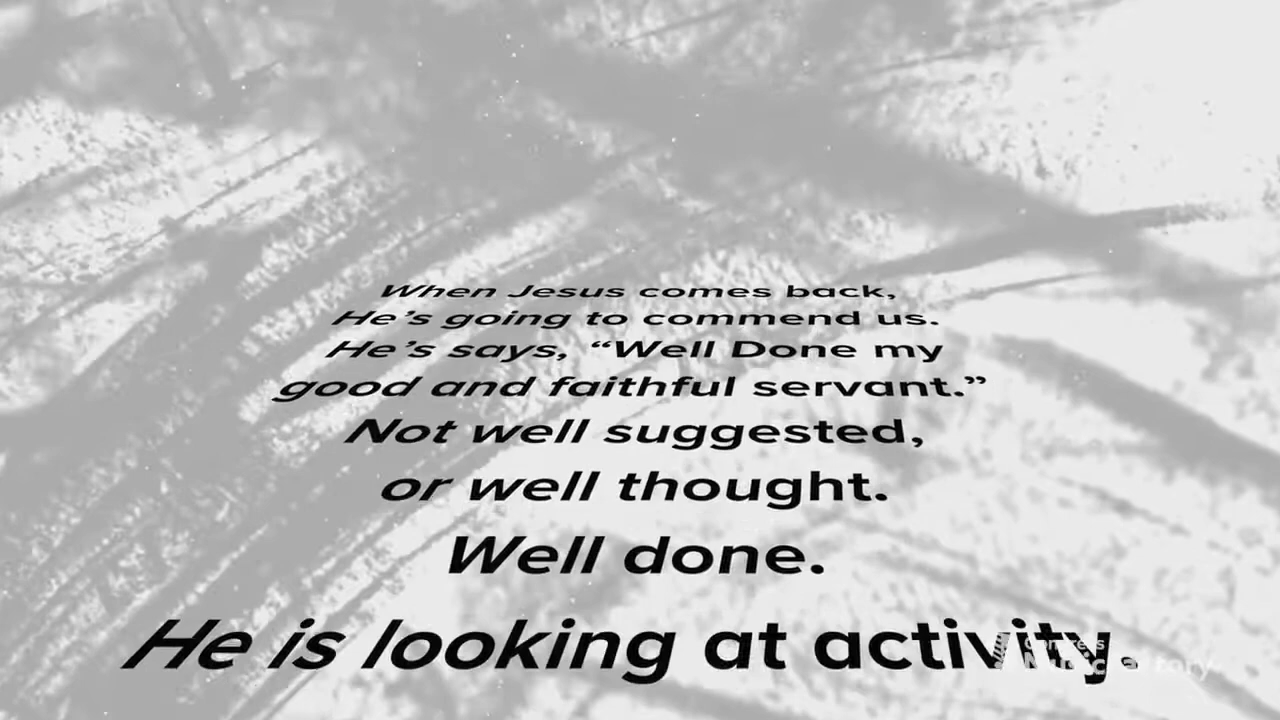 When Jesus comes back,
He's going to commend us.
He's says, “Well Done my
good and faithful servant.”
Not well suggested,
or well thought.
Well done.
He is looking at activity.